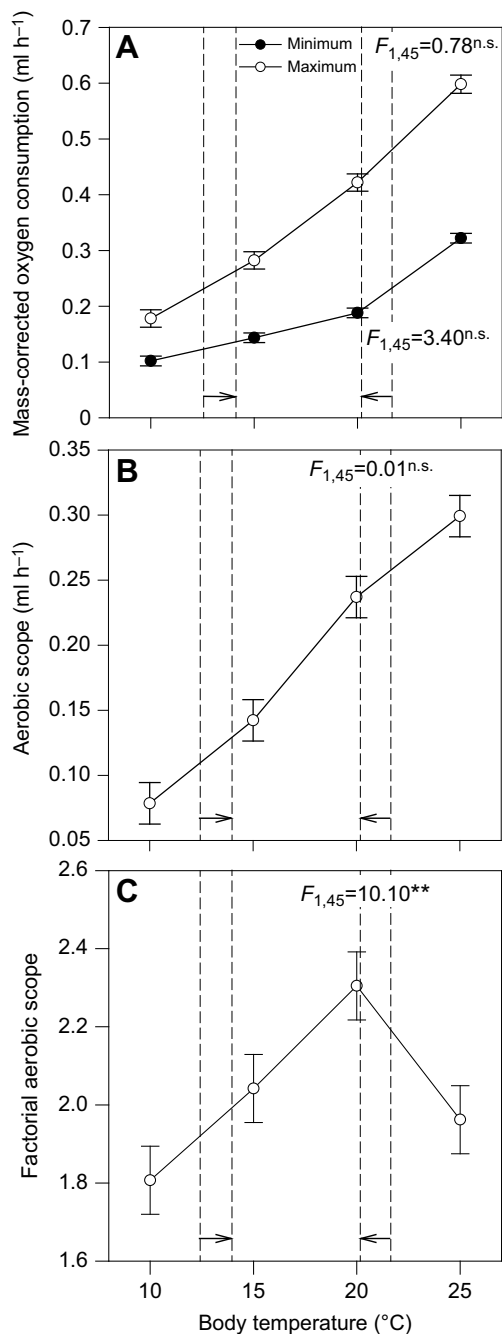 A
Minimum
Maximum
F1,45=0.78n.s.
F1,45=3.40n.s.
Mass-corrected oxygen consumption (ml h–1)
0.7
0.6
0.5
0.4
0.3
0.2
0.1
0
B
F1,45=0.01n.s.
Aerobic scope (ml h–1)
0.35
0.30
0.25
0.20
0.15
0.10
0.05
C
F1,45=10.10**
Factorial aerobic scope
2.6
2.4
2.2
2.0
1.8
1.6
10 15 20 25
Body temperature (°C)